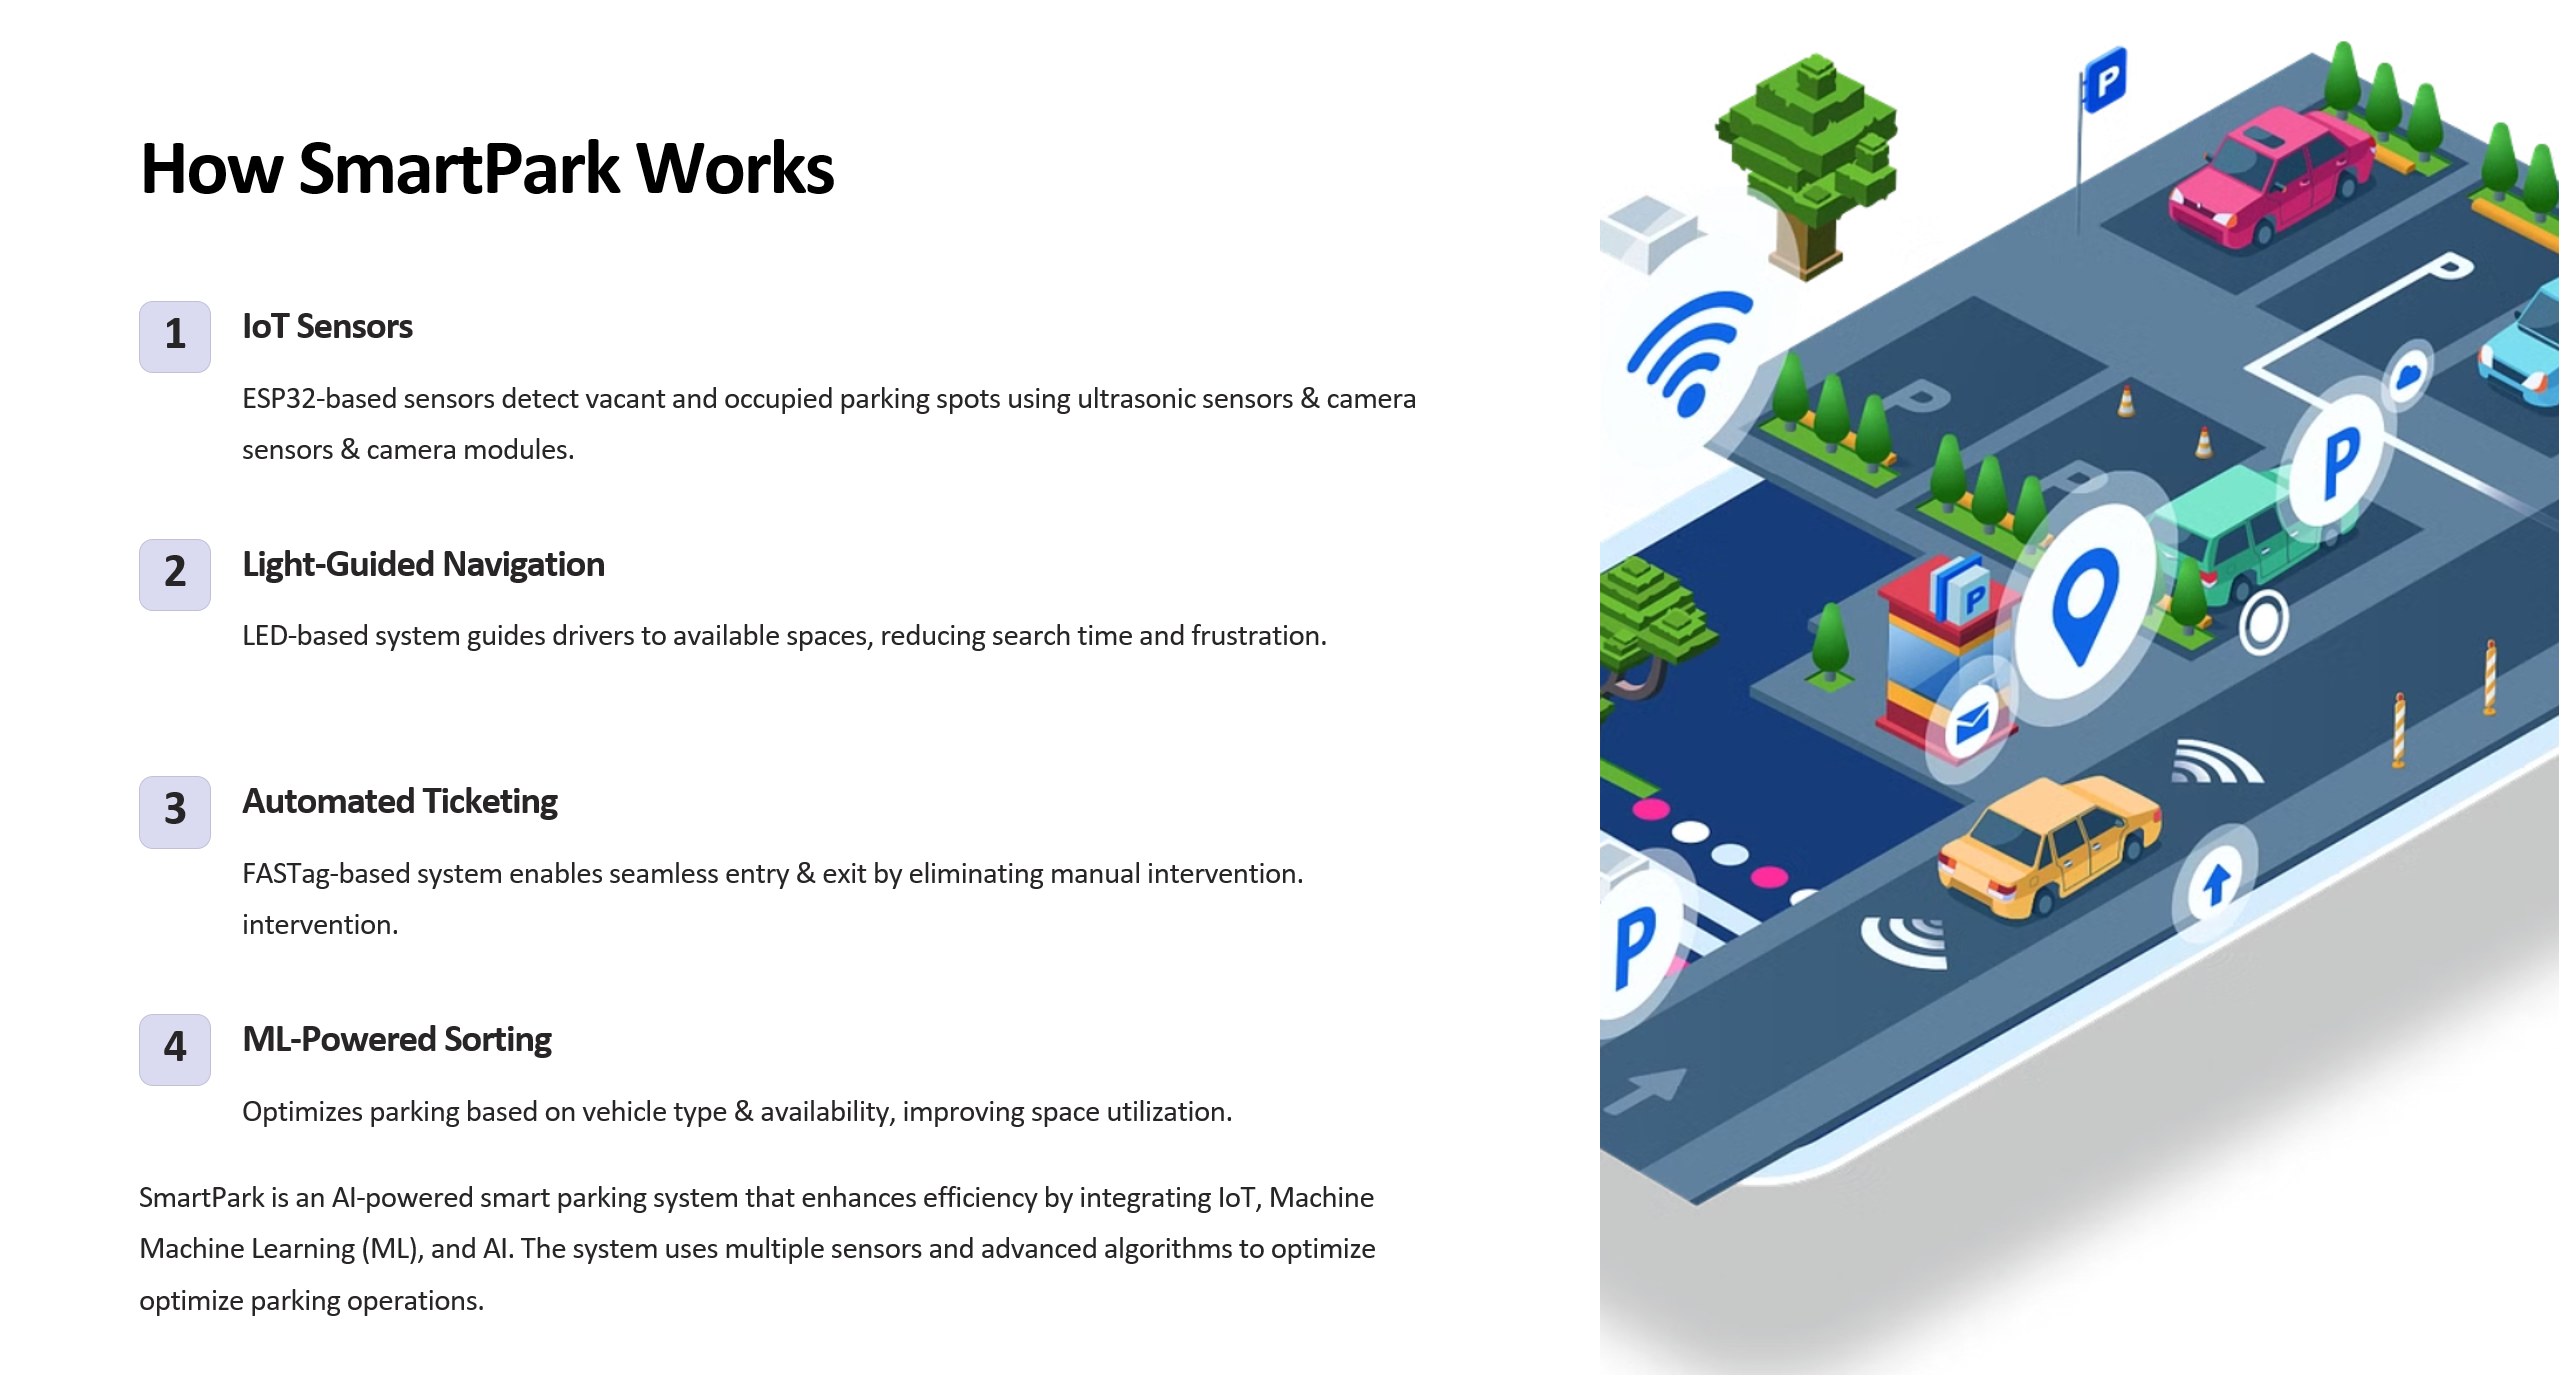 How SmartPark Works
1
IoT Sensors
ESP32-based sensors detect vacant and occupied parking spots using ultrasonic sensors & camera
sensors & camera modules.
2
Light-Guided Navigation
LED-based system guides drivers to available spaces, reducing search time and frustration.
3
Automated Ticketing
FASTag-based system enables seamless entry & exit by eliminating manual intervention.
intervention.
4
ML-Powered Sorting
Optimizes parking based on vehicle type & availability, improving space utilization.
SmartPark is an AI-powered smart parking system that enhances efficiency by integrating IoT, Machine
Machine Learning (ML), and AI. The system uses multiple sensors and advanced algorithms to optimize
optimize parking operations.
P
P
P
P
P
P
P